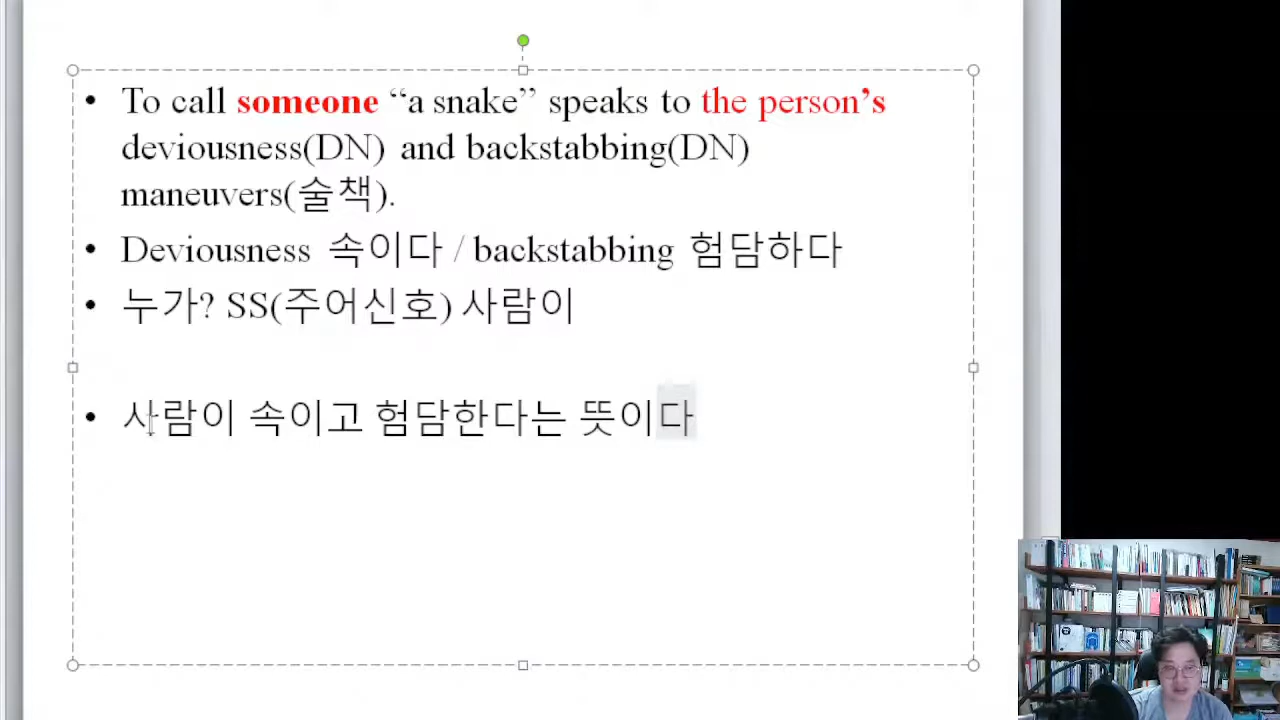 • To call someone “a snake” speaks to the person’s
deviousness(DN) and backstabbing(DN)
maneuvers(술책).
• Deviousness 속이다 / backstabbing 험담하다
• 누가? SS(주어신호) 사람이
• 사람이 속이고 험담한다는 뜻이다